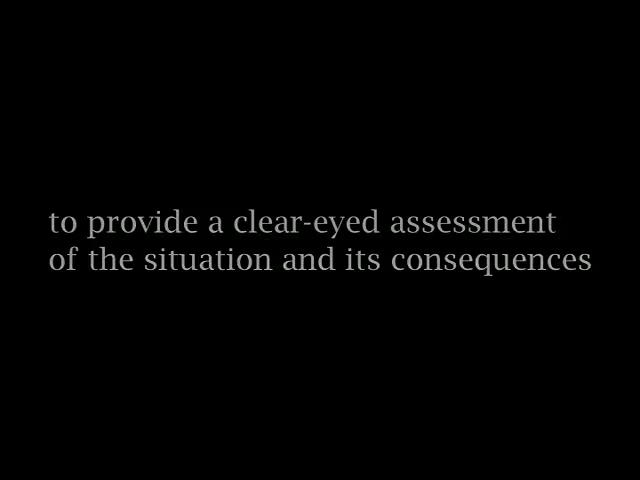 to provide a clear-eyed assessment
of the situation and its consequences